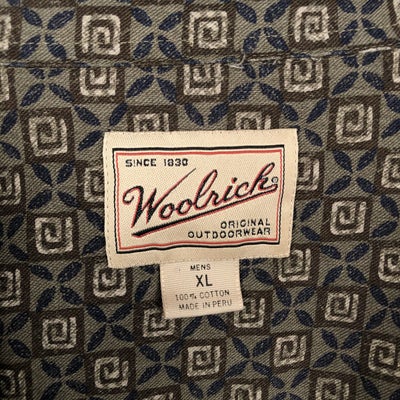 SINCE 1830
Woolrich®
ORIGINAL
OUTDOORWEAR
MENS
XL
100% COTTON
MADE IN PERU